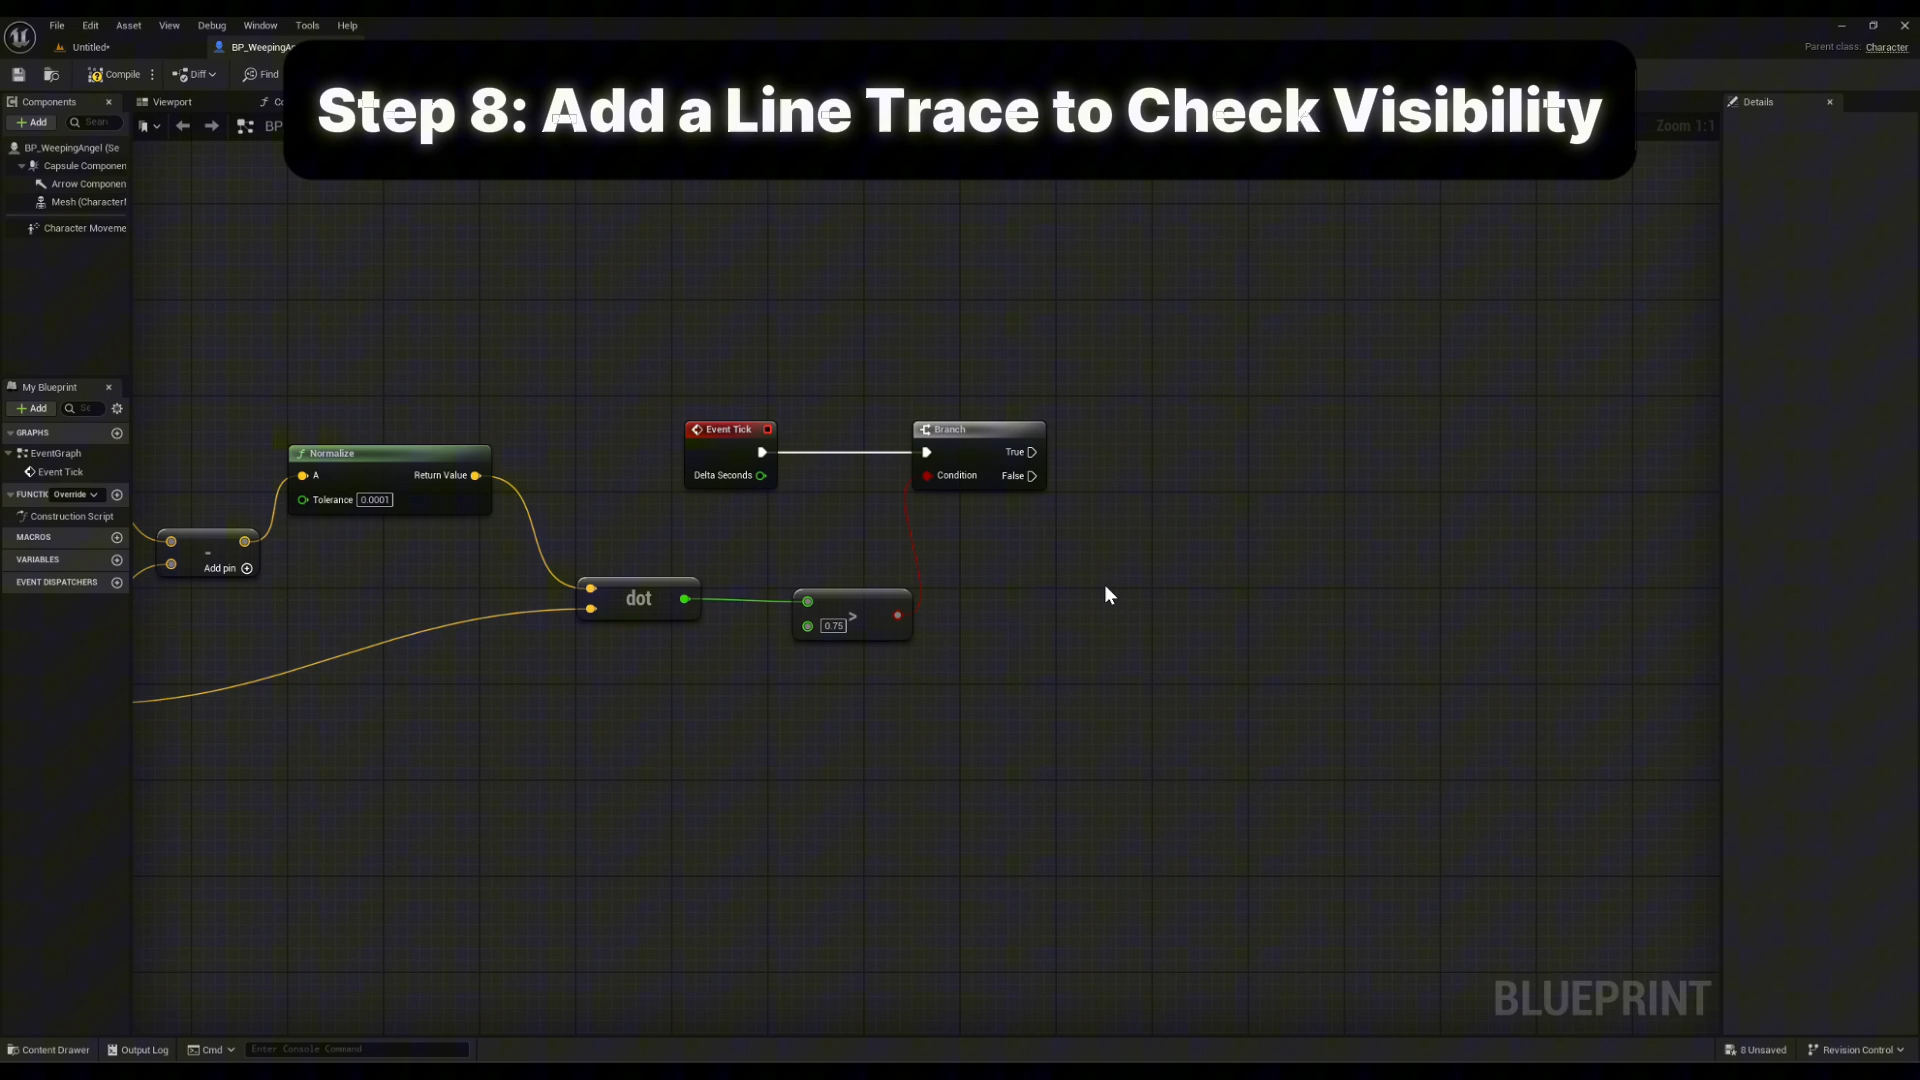 File Edit Asset View Debug Window Tools Help
Untitled*
BP_WeepingAn
Parent class: Character
Compile
Diff
Find
Step 8: Add a Line Trace to Check Visibility
Components
Add
Sear
Viewport
Details
BP
Zoom 1:1
BP_WeepingAngel (Se
Capsule Componen
Arrow Componen
Mesh (Character
Character Moveme
My Blueprint
Add
GRAPHS
EventGraph
Event Tick
Override
Construction Script
MACROS
VARIABLES
EVENT DISPATCHERS
Normalize
A
Return Value
Tolerance 0.0001
-
Add pin
Event Tick
Delta Seconds
Branch
True
Condition
False
dot
>
0.75
BLUEPRINT
Content Drawer
Output Log
Cmd
Enter Console Command
8 Unsaved
Revision Control